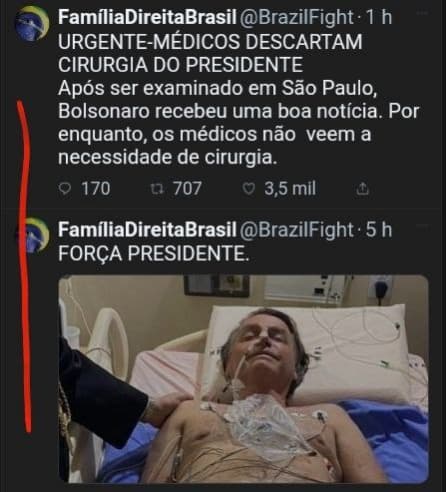 FamíliaDireitaBrasil @BrazilFight · 1 h
URGENTE-MÉDICOS DESCARTAM
CIRURGIA DO PRESIDENTE
Após ser examinado em São Paulo,
Bolsonaro recebeu uma boa notícia. Por
enquanto, os médicos não veem a
necessidade de cirurgia.
170 707 3,5 mil
FamíliaDireitaBrasil @BrazilFight · 5 h
FORÇA PRESIDENTE.